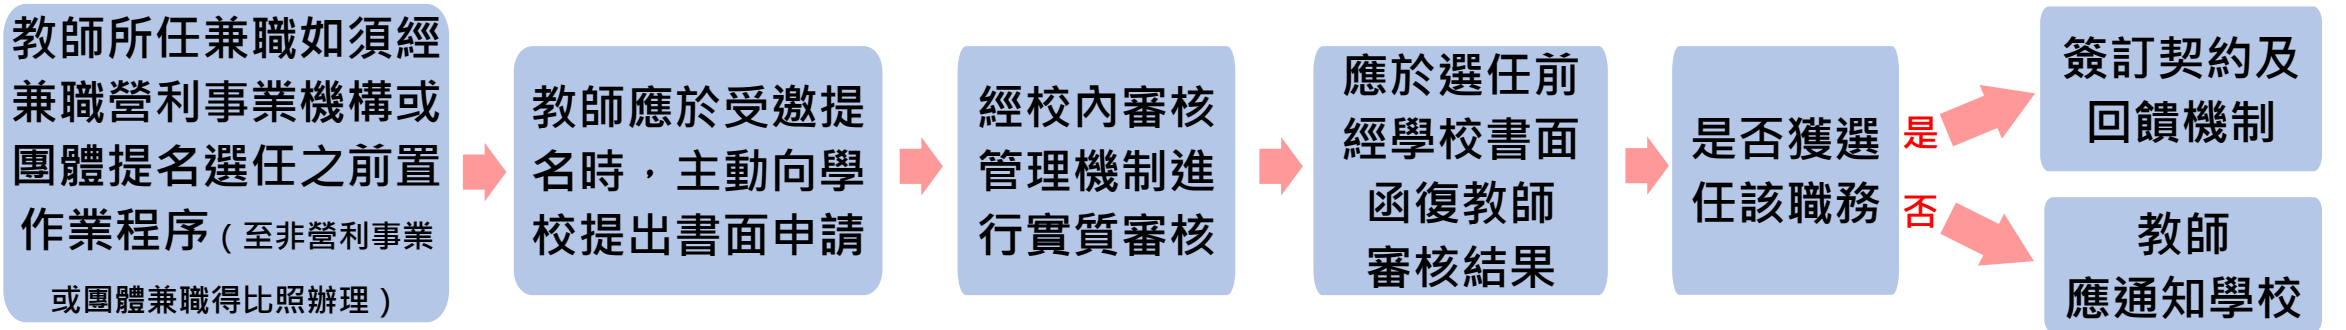 教師所任兼職如須經
兼職營利事業機構或
團體提名選任之前置
作業程序（至非營利事業
或團體兼職得比照辦理）
教師應於受邀提
名時，主動向學
校提出書面申請
經校內審核
管理機制進
行實質審核
應於選任前
經學校書面
函復教師
審核結果
是否獲選
任該職務
是
簽訂契約及
回饋機制
否
教師
應通知學校